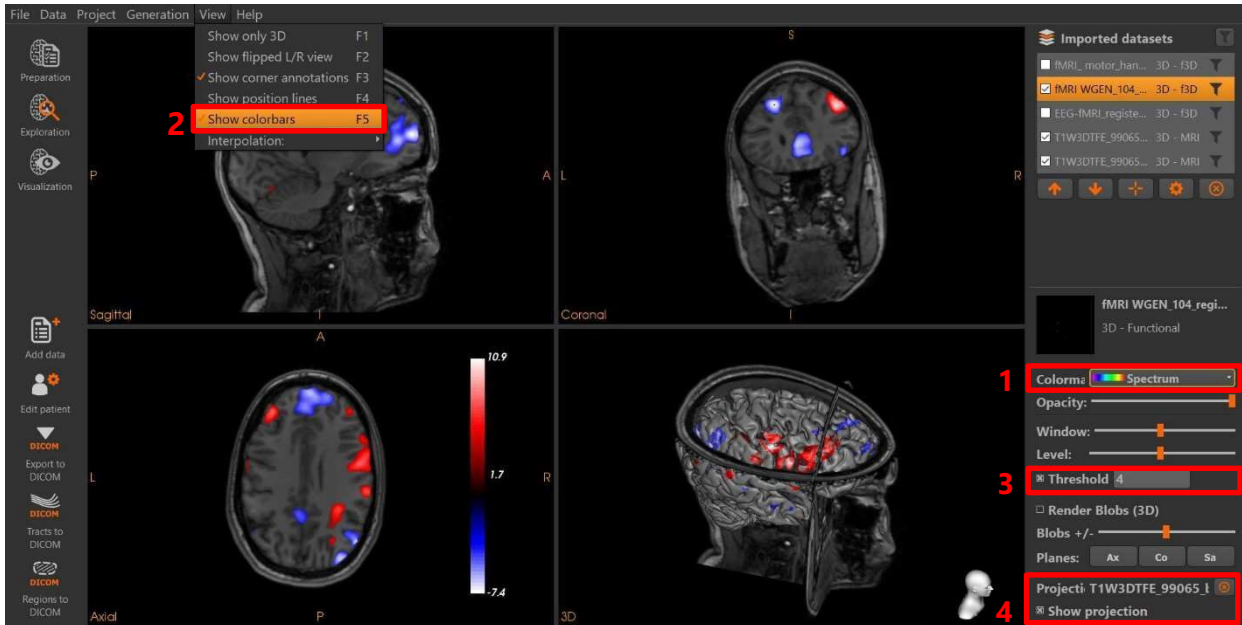 File Data Project Generation View Help
Show only 3D F1
Show flipped L/R view F2
Show corner annotations F3
Show position lines F4
2 Show colorbars F5
Interpolation:
Preparation
Exploration
Visualization
Add data
Edit patient
DICOM
Export to
DICOM
DICOM
Tracts to
DICOM
DICOM
Regions to
DICOM
P
A
Sagittal
I
S
L
R
Coronal
I
A
L
R
10.9
1.7
-7.4
Axial
P
3D
Imported datasets
fMRI_ motor_han... 3D - f3D
fMRI WGEN_104_... 3D - f3D
EEG-fMRI_registe... 3D - f3D
T1W3DTFE_99065... 3D - MRI
T1W3DTFE_99065... 3D - MRI
fMRI WGEN_104_regi...
3D - Functional
1 Colorma Spectrum
Opacity:
Window:
Level:
3 Threshold 4
Render Blobs (3D)
Blobs +/-
Planes: Ax Co Sa
Projecti T1W3DTFE_99065_t
4 Show projection